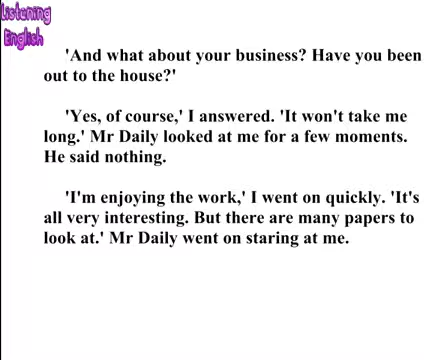 Listening
English
'And what about your business? Have you been
out to the house?'
'Yes, of course,' I answered. 'It won't take me
long.' Mr Daily looked at me for a few moments.
He said nothing.
'I'm enjoying the work,' I went on quickly. 'It's
all very interesting. But there are many papers to
look at.' Mr Daily went on staring at me.